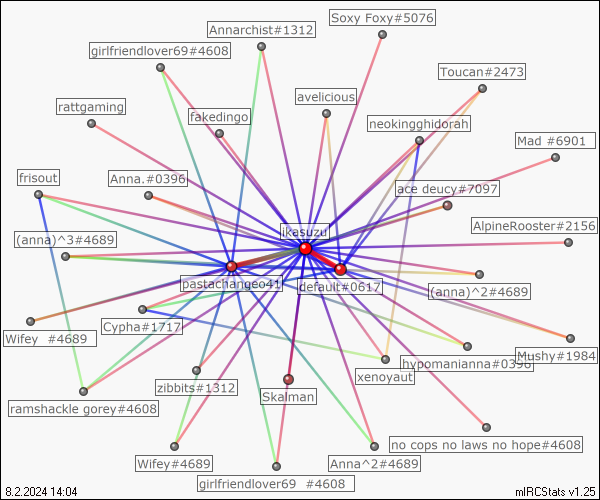 Soxy Foxy#5076
Annarchist#1312
girlfriendlover69#4608
Toucan#2473
avelicious
rattgaming
fakedingo
neokingghidorah
Mad #6901
frisout
Anna.#0396
ace deucy#7097
AlpineRooster#2156
ikasuzu
(anna)^3#4689
pastachangeo41
default#0617
(anna)^2#4689
Cypha#1717
Wifey #4689
Mushy#1984
hypomanianna#0396
xenoyaut
zibbits#1312
Skalman
ramshackle gorey#4608
no cops no laws no hope#4608
Wifey#4689
Anna^2#4689
girlfriendlover69 #4608
8.2.2024 14:04
mIRCStats v1.25